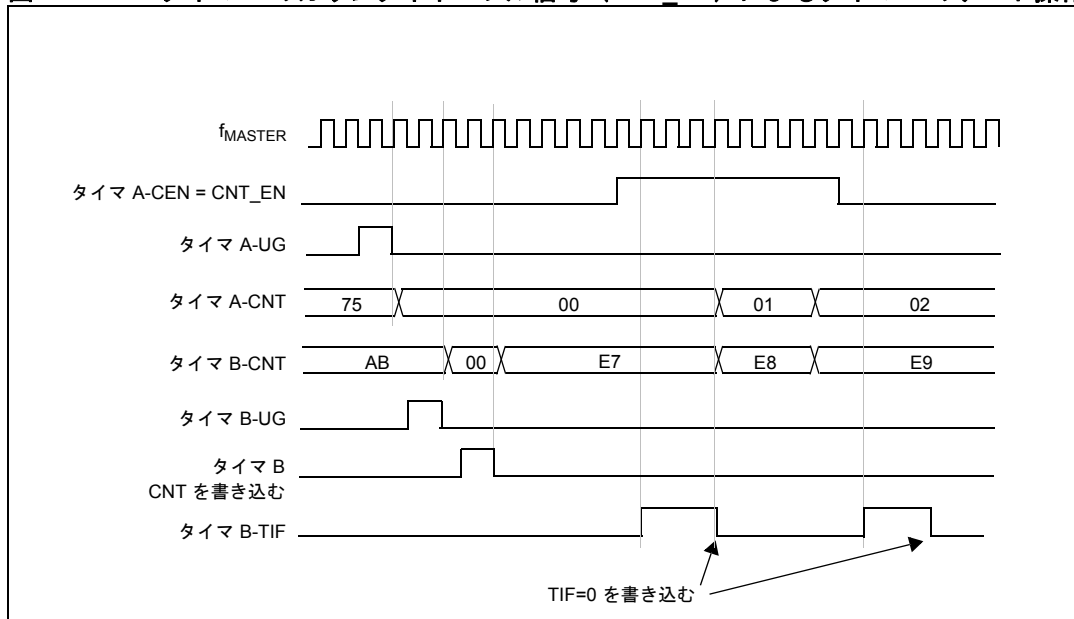 fMASTER
タイマ A-CEN = CNT_EN
タイマ A-UG
タイマ A-CNT
75 00 01 02
タイマ B-CNT
AB 00 E7 E8 E9
タイマ B-UG
タイマ B
CNT を書き込む
タイマ B-TIF
TIF=0 を書き込む